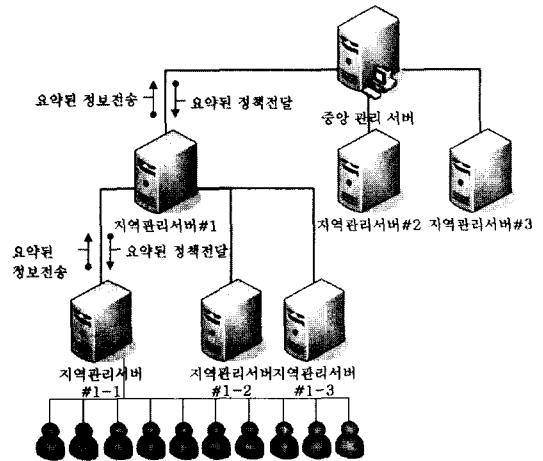 요약된 정보전송
요약된 정책전달
중앙 관리 서버
지역관리서버#1
지역관리서버#2
지역관리서버#3
요약된
정보전송
요약된 정책전달
지역관리서버
#1-1
지역관리서버
#1-2
지역관리서버
#1-3